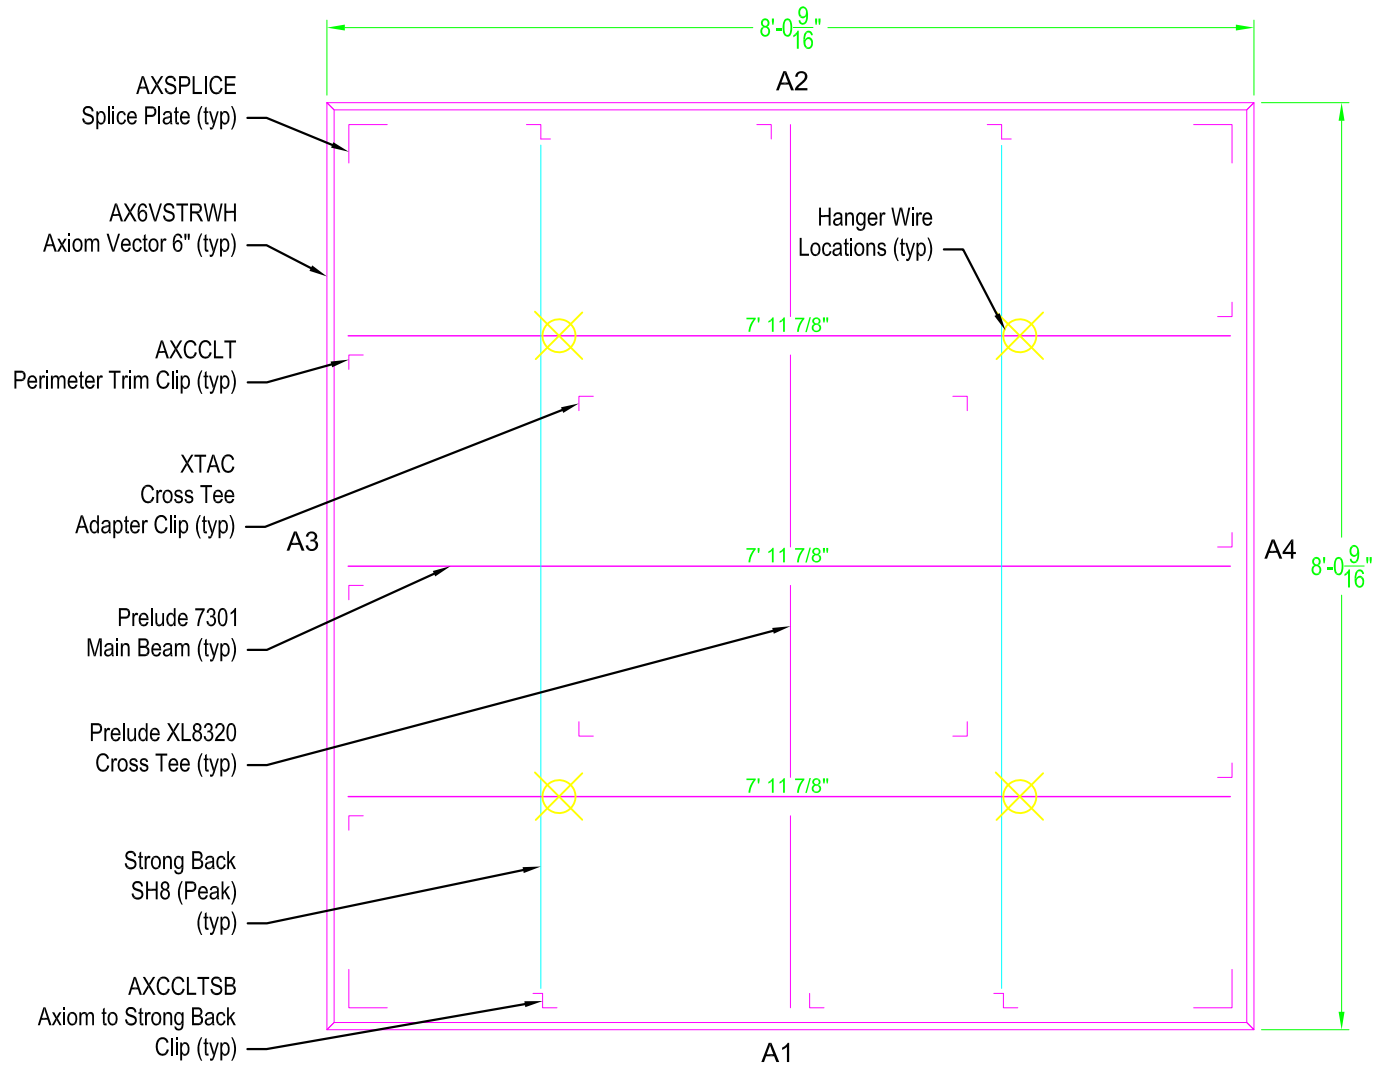 8'-0 9/16"
A2
AXSPLICE
Splice Plate (typ)
AX6VSTRWH
Axiom Vector 6" (typ)
Hanger Wire
Locations (typ)
7' 11 7/8"
AXCCLT
Perimeter Trim Clip (typ)
XTAC
Cross Tee
Adapter Clip (typ)
A3
7' 11 7/8"
A4
8'-0 9/16"
Prelude 7301
Main Beam (typ)
Prelude XL8320
Cross Tee (typ)
7' 11 7/8"
Strong Back
SH8 (Peak)
(typ)
AXCCLTSB
Axiom to Strong Back
Clip (typ)
A1